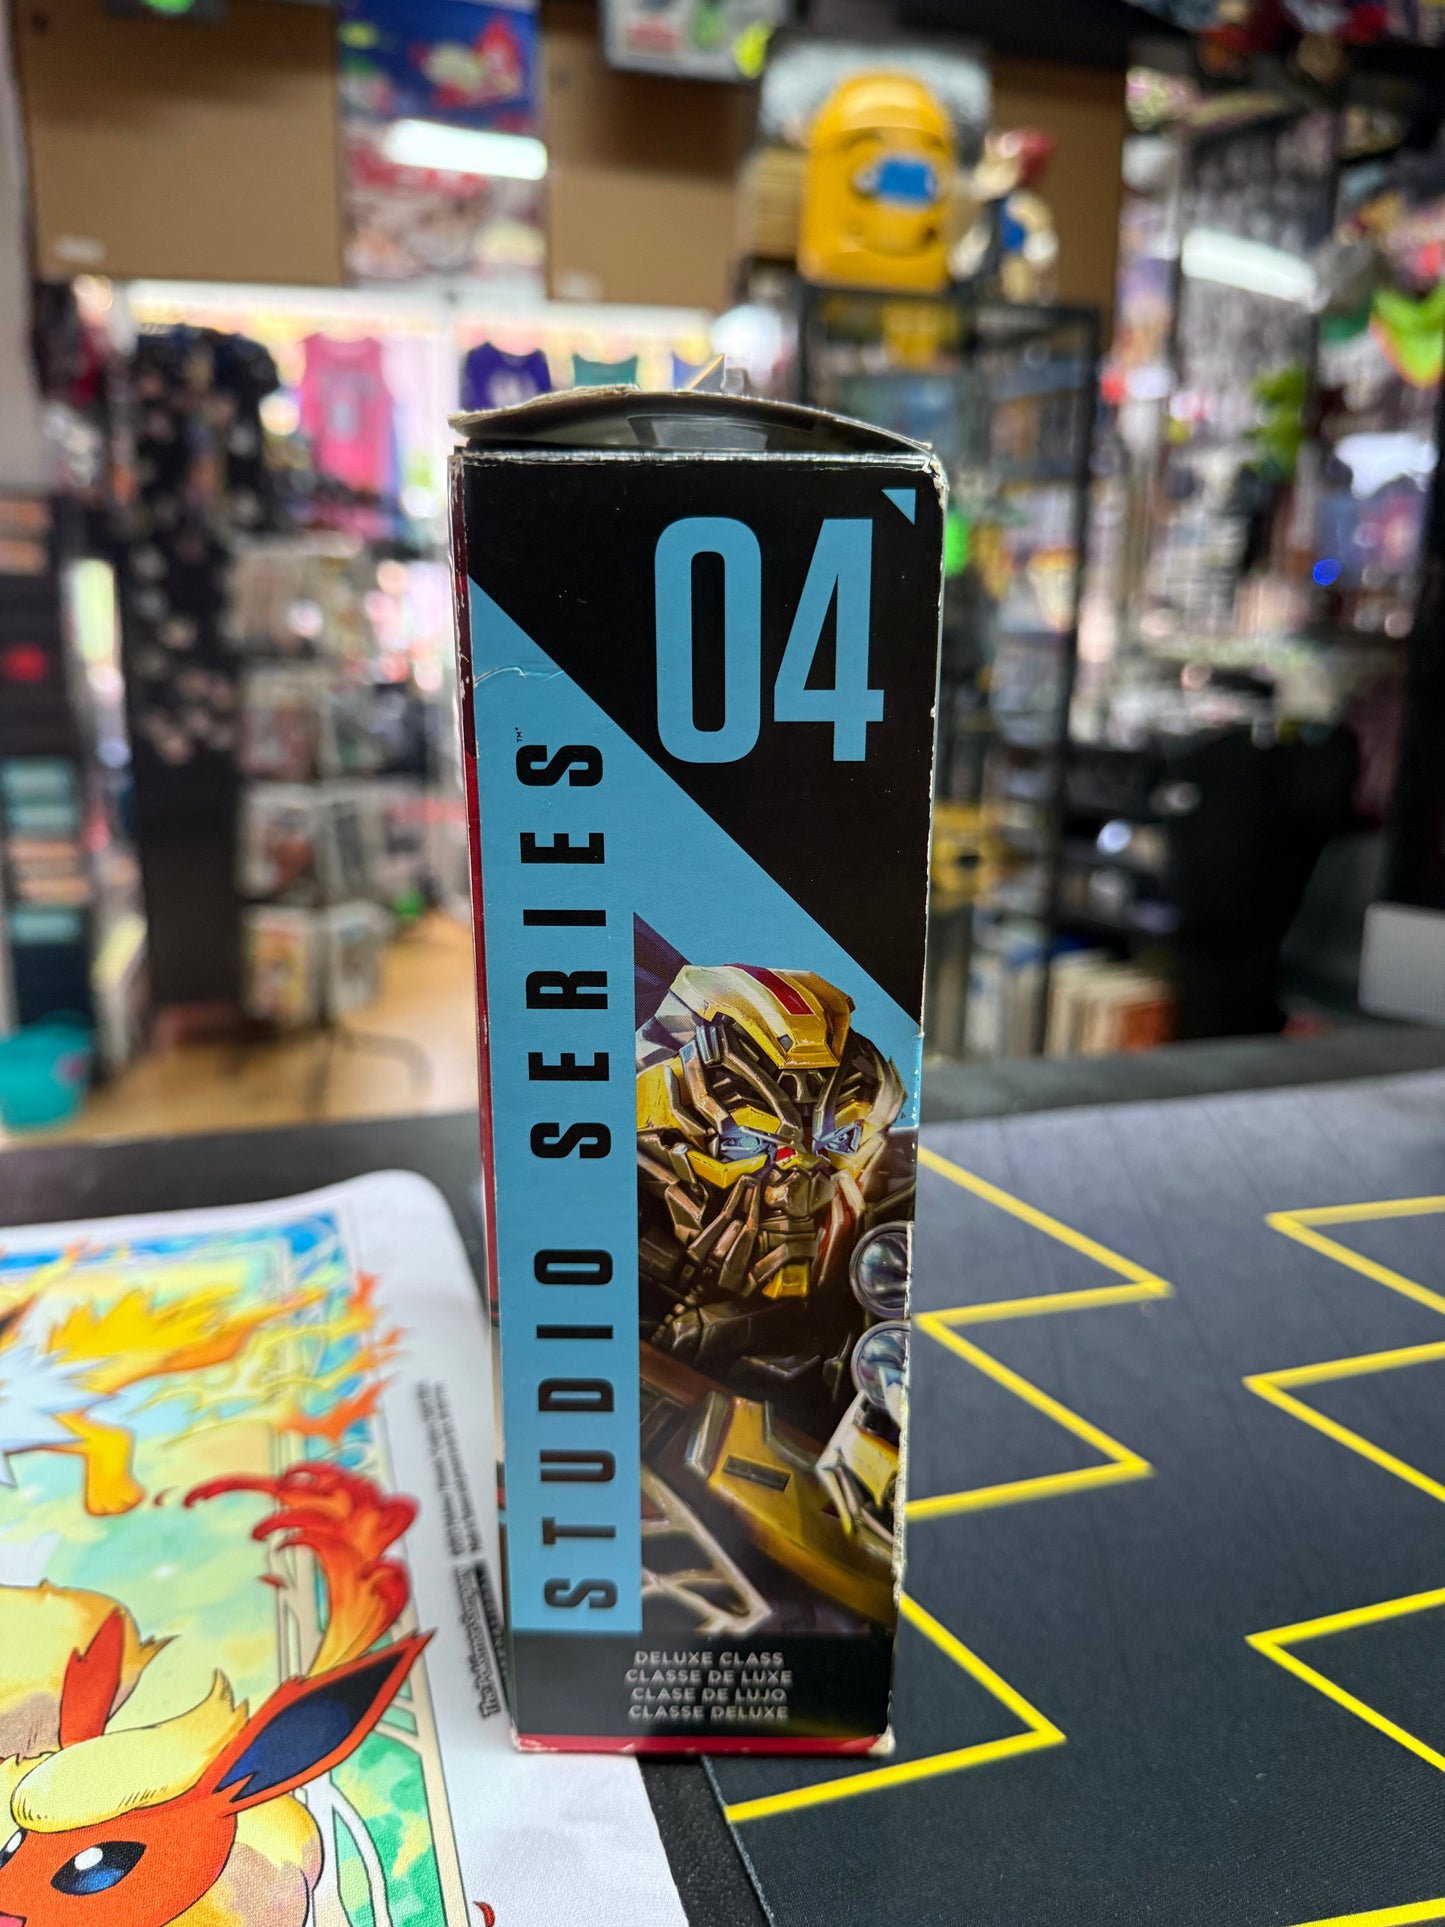 04
STUDIO SERIES™
DELUXE CLASS
CLASSE DE LUXE
CLASE DE LUJO
CLASSE DELUXE